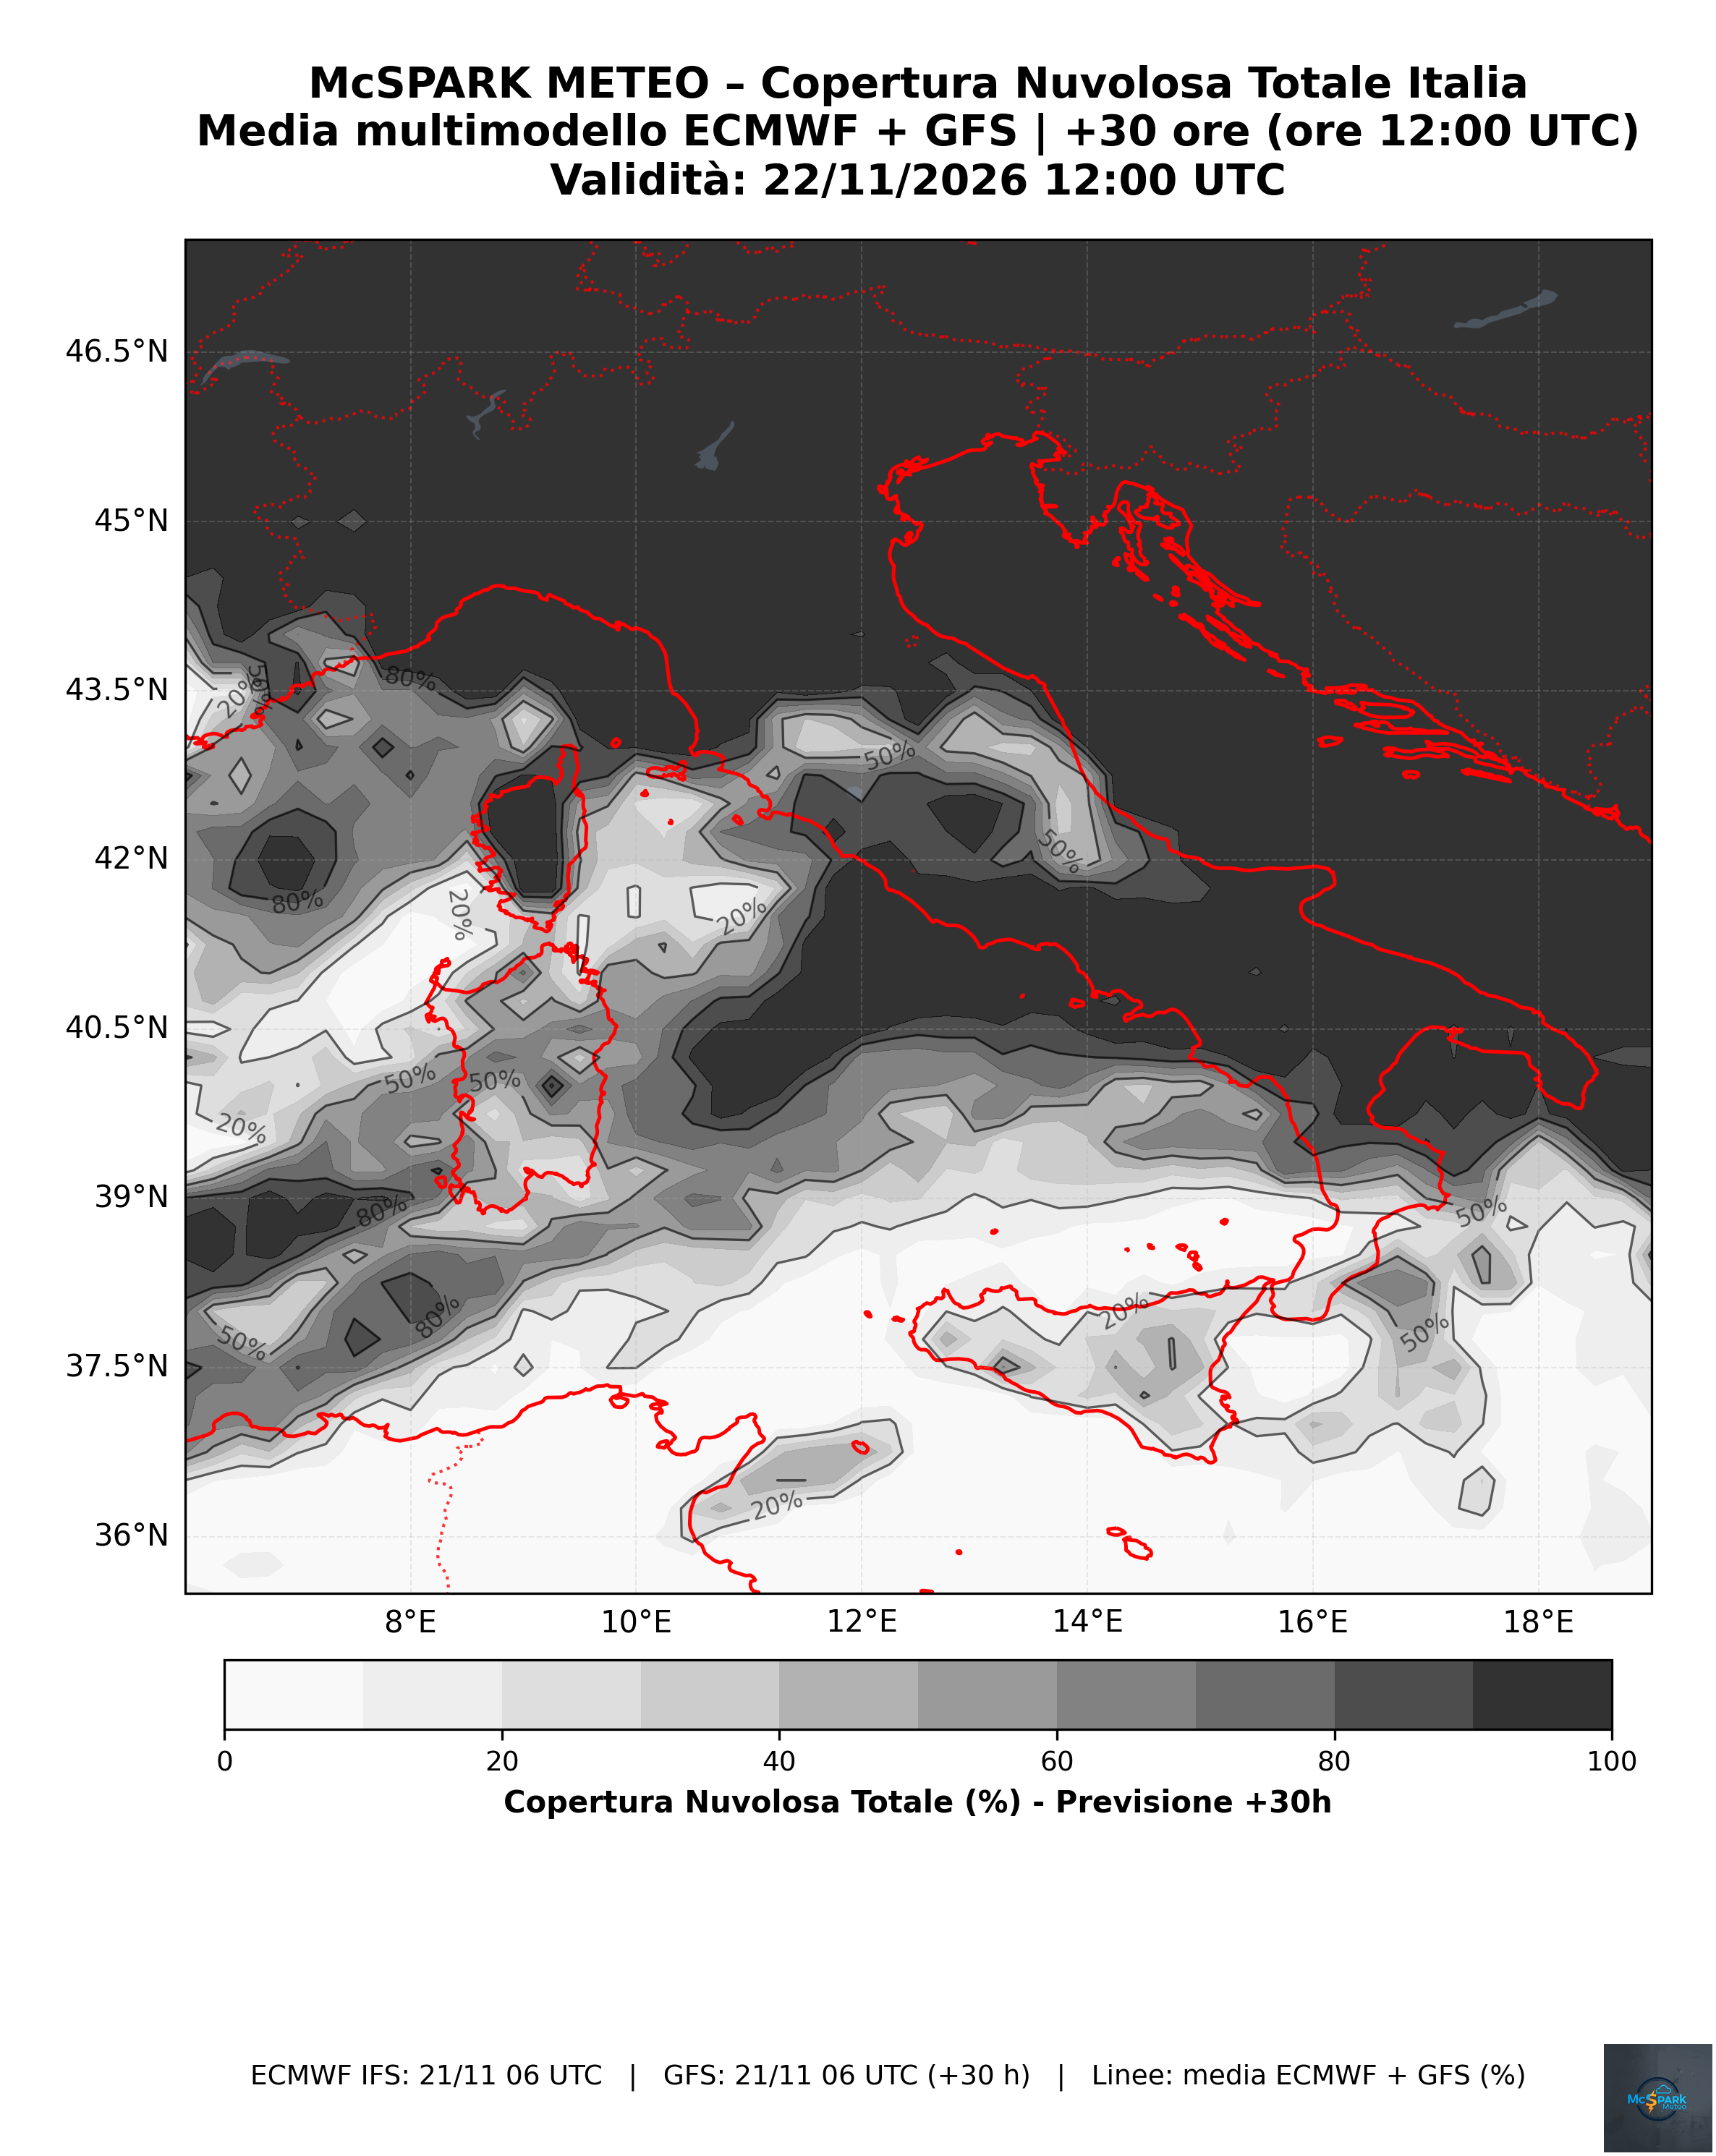 McSPARK METEO – Copertura Nuvolosa Totale Italia
Media multimodello ECMWF + GFS | +30 ore (ore 12:00 UTC)
Validità: 22/11/2026 12:00 UTC
46.5°N
45°N
43.5°N
42°N
40.5°N
39°N
37.5°N
36°N
50%
20%
80%
50%
50%
80%
20%
20%
50%
50%
20%
80%
50%
20%
50%
80%
50%
20%
8°E 10°E 12°E 14°E 16°E 18°E
0 20 40 60 80 100
Copertura Nuvolosa Totale (%) - Previsione +30h
ECMWF IFS: 21/11 06 UTC | GFS: 21/11 06 UTC (+30 h) | Linee: media ECMWF + GFS (%)
McSPARK
Meteo